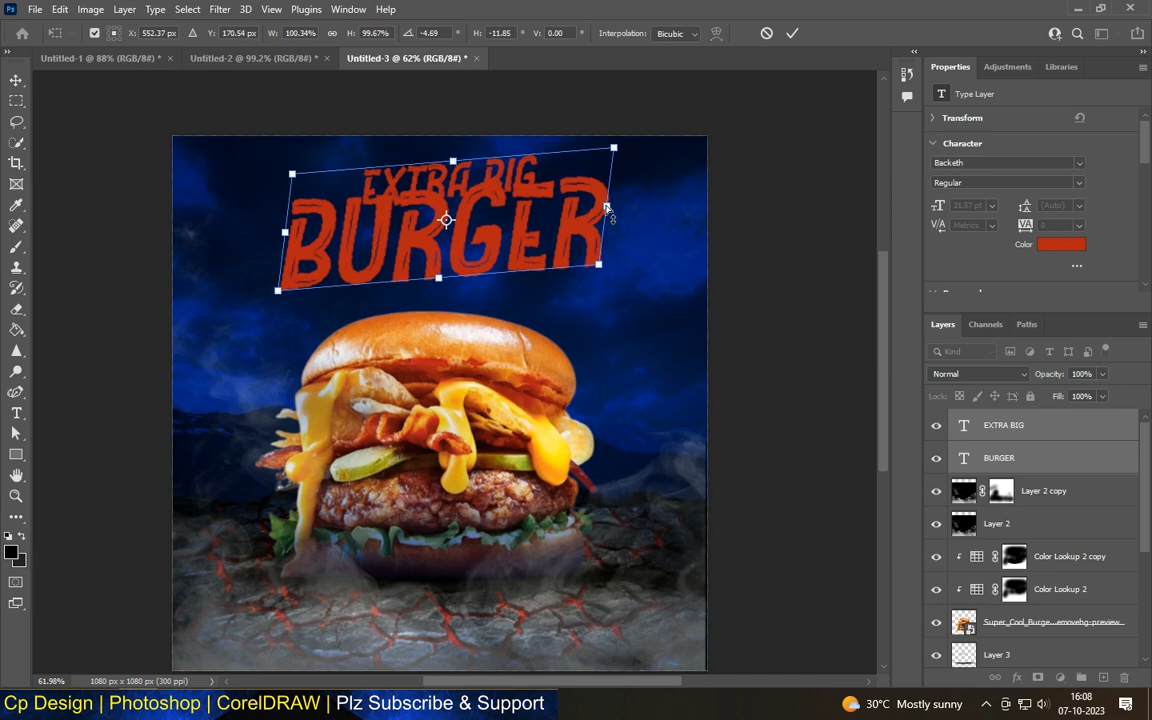 Ps File Edit Image Layer Type Select Filter 3D View Plugins Window Help
X: 552.37 px Y: 170.54 px W: 100.34% H: 99.67% -4.69 ° H: -11.85 ° V: 0.00 ° Interpolation: Bicubic
Untitled-1 @ 88% (RGB/8#) * × Untitled-2 @ 99.2% (RGB/8#) * × Untitled-3 @ 62% (RGB/8#) * ×
Properties Adjustments Libraries
T Type Layer
Transform
Character
Backeth
Regular
31.57 pt (Auto)
V/A Metrics VA 0
Color
EXTRA BIG
BURGER
Layers Channels Paths
Kind
Normal Opacity: 100%
Lock: Fill: 100%
T EXTRA BIG
T BURGER
Layer 2 copy
Layer 2
Color Lookup 2 copy
Color Lookup 2
Super_Cool_Burge...emovebg-preview
Layer 3
fx
61.98% 1080 px x 1080 px (300 ppi)
Cp Design | Photoshop | CorelDRAW | Plz Subscribe & Support
30°C Mostly sunny
16:08
07-10-2023